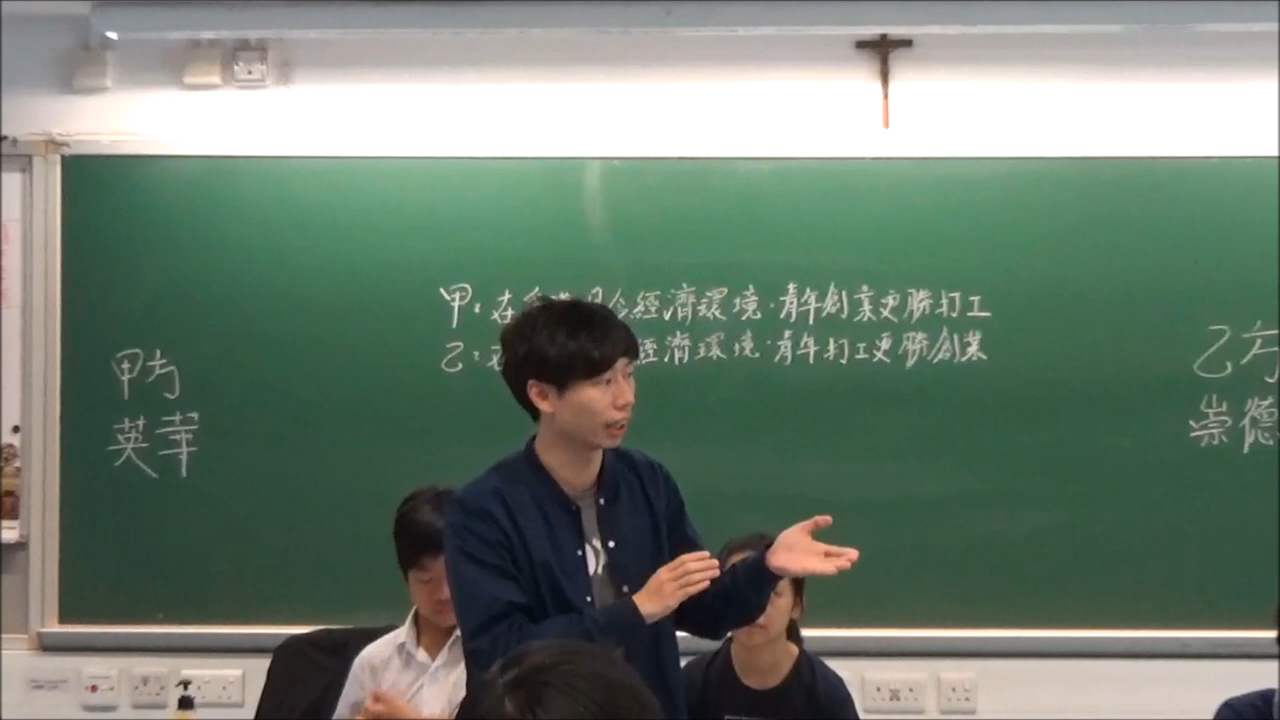 甲：在 經濟環境，青年創業更勝打工
乙： 經濟環境，青年打工更勝創業
甲方
英華
乙方
崇德